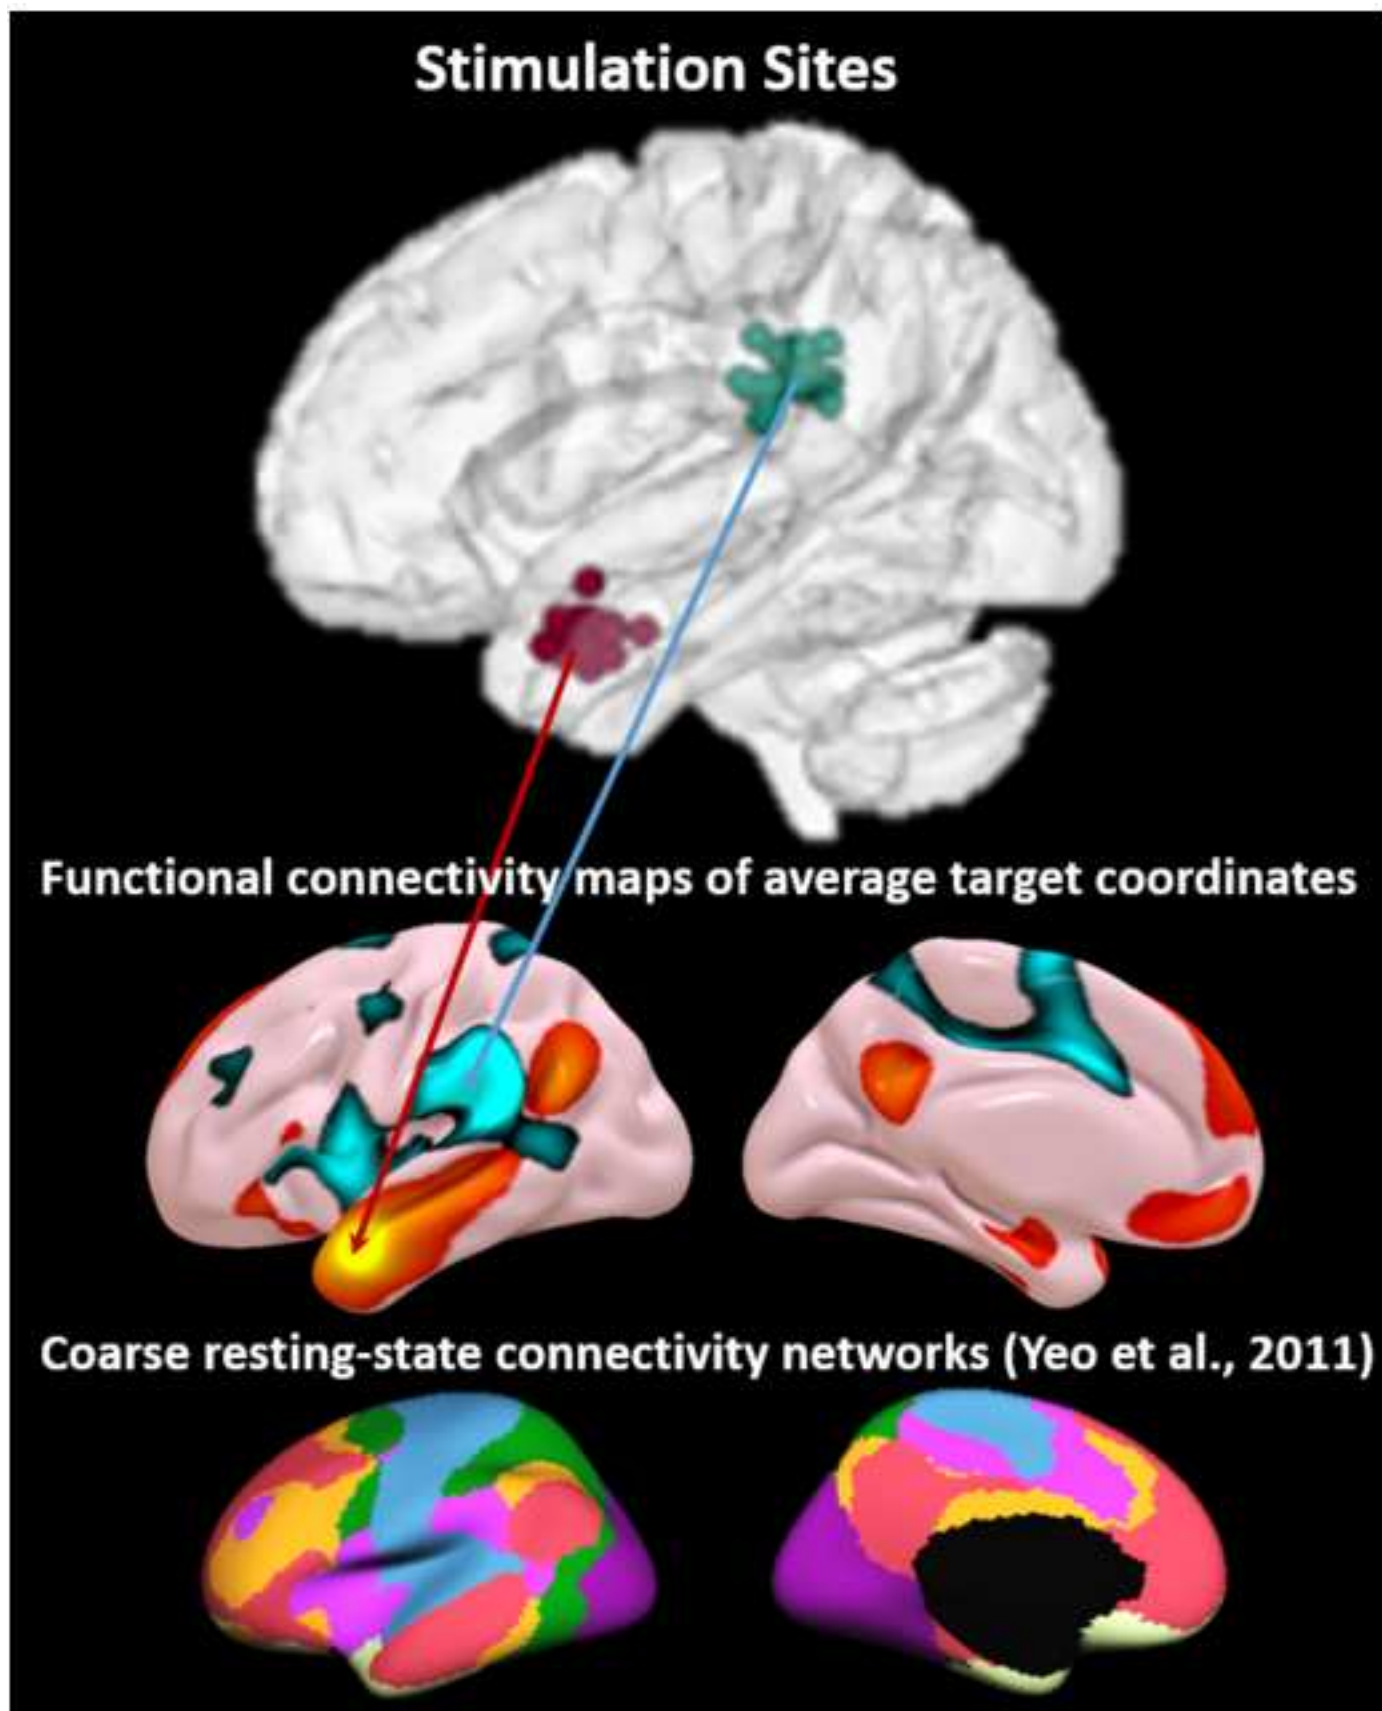 Stimulation Sites
Functional connectivity maps of average target coordinates
Coarse resting-state connectivity networks (Yeo et al., 2011)